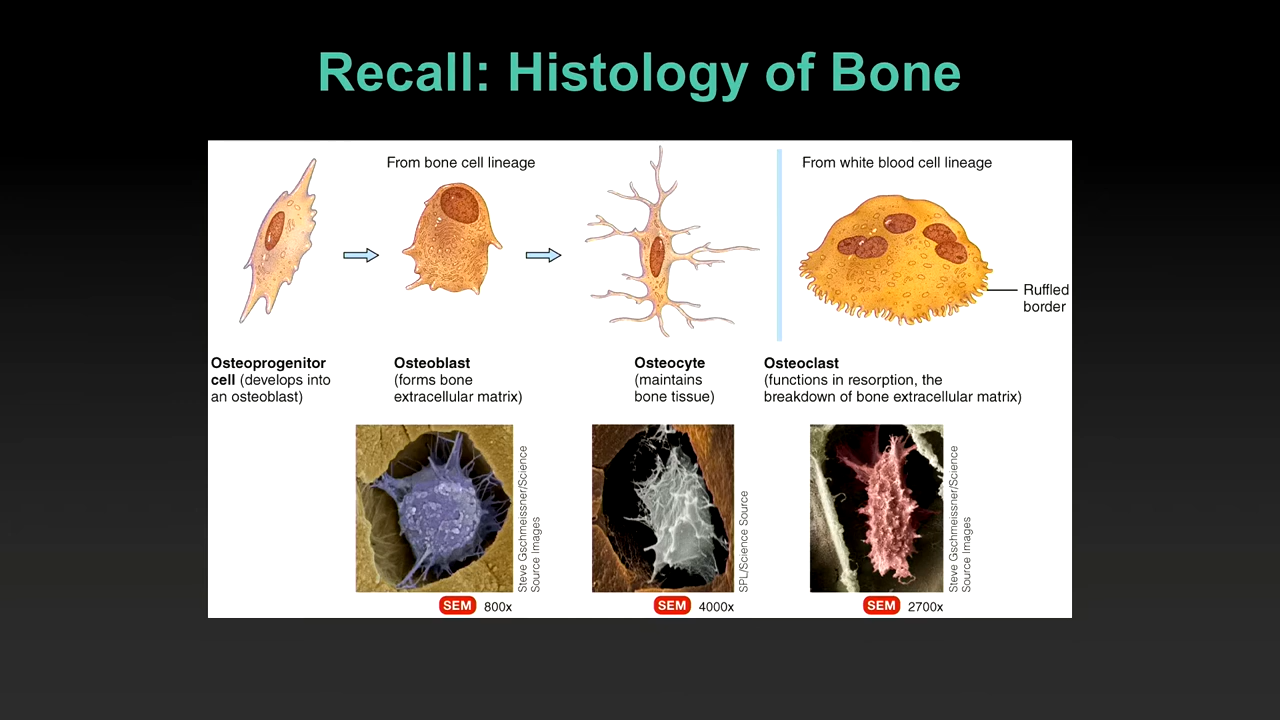 Recall: Histology of Bone
From bone cell lineage
From white blood cell lineage
Ruffled
border
Osteoprogenitor
cell (develops into
an osteoblast)
Osteoblast
(forms bone
extracellular matrix)
Osteocyte
(maintains
bone tissue)
Osteoclast
(functions in resorption, the
breakdown of bone extracellular matrix)
Steve Gschmeissner/Science
Source Images
SPL/Science Source
Steve Gschmeissner/Science
Source Images
SEM 800x
SEM 4000x
SEM 2700x